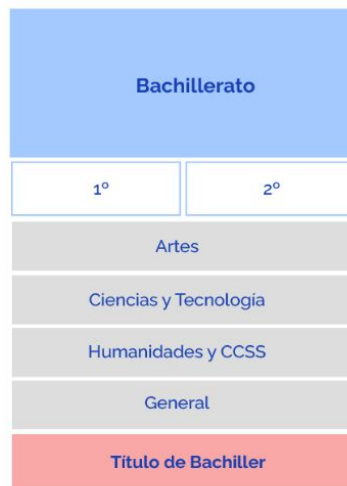 Bachillerato
1º
2º
Artes
Ciencias y Tecnología
Humanidades y CCSS
General
Título de Bachiller